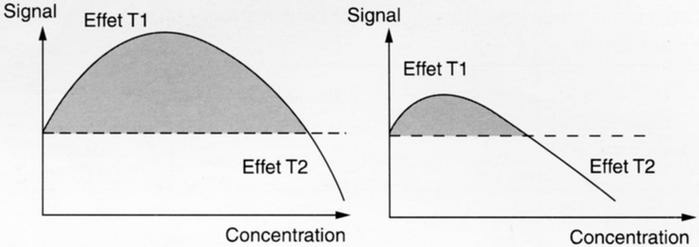 Signal
Effet T1
Effet T2
Concentration
Signal
Effet T1
Effet T2
Concentration